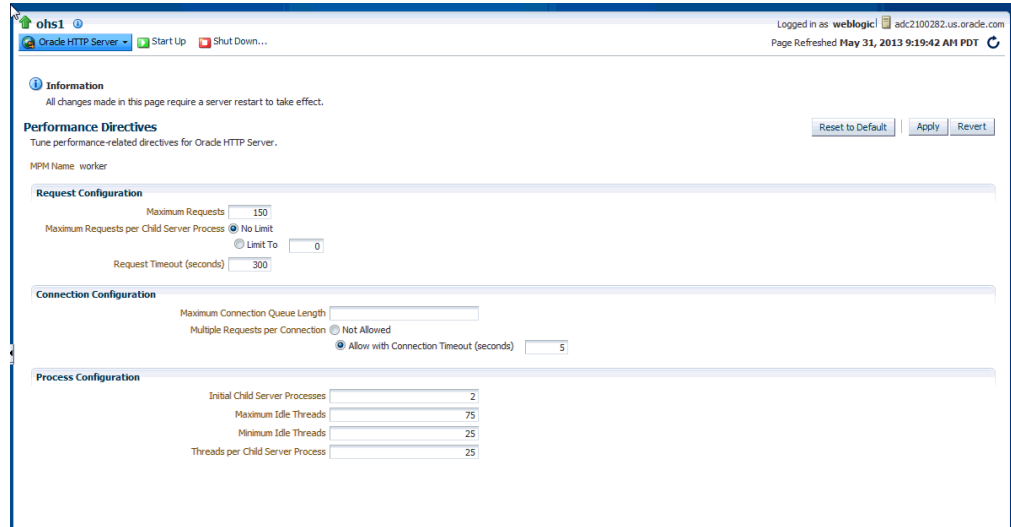 ohs1
Logged in as weblogic adc2100282.us.oracle.com
Oracle HTTP Server Start Up Shut Down...
Page Refreshed May 31, 2013 9:19:42 AM PDT
Information
All changes made in this page require a server restart to take effect.
Performance Directives
Reset to Default Apply Revert
Tune performance-related directives for Oracle HTTP Server.
MPM Name worker
Request Configuration
Maximum Requests 150
Maximum Requests per Child Server Process No Limit
Limit To 0
Request Timeout (seconds) 300
Connection Configuration
Maximum Connection Queue Length
Multiple Requests per Connection Not Allowed
Allow with Connection Timeout (seconds) 5
Process Configuration
Initial Child Server Processes 2
Maximum Idle Threads 75
Minimum Idle Threads 25
Threads per Child Server Process 25